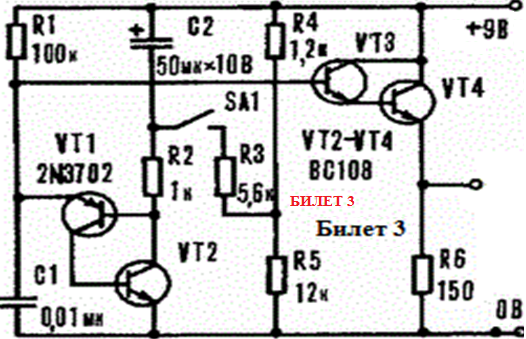 R1
100к
C2
+
50мк×10В
R4
1,2к
VT3
+9В
SA1
VT4
VT1
2N3702
R2
1к
R3
5,6к
VT2-VT4
BC108
БИЛЕТ 3
Билет 3
VT2
C1
0,01мк
R5
12к
R6
150
0В